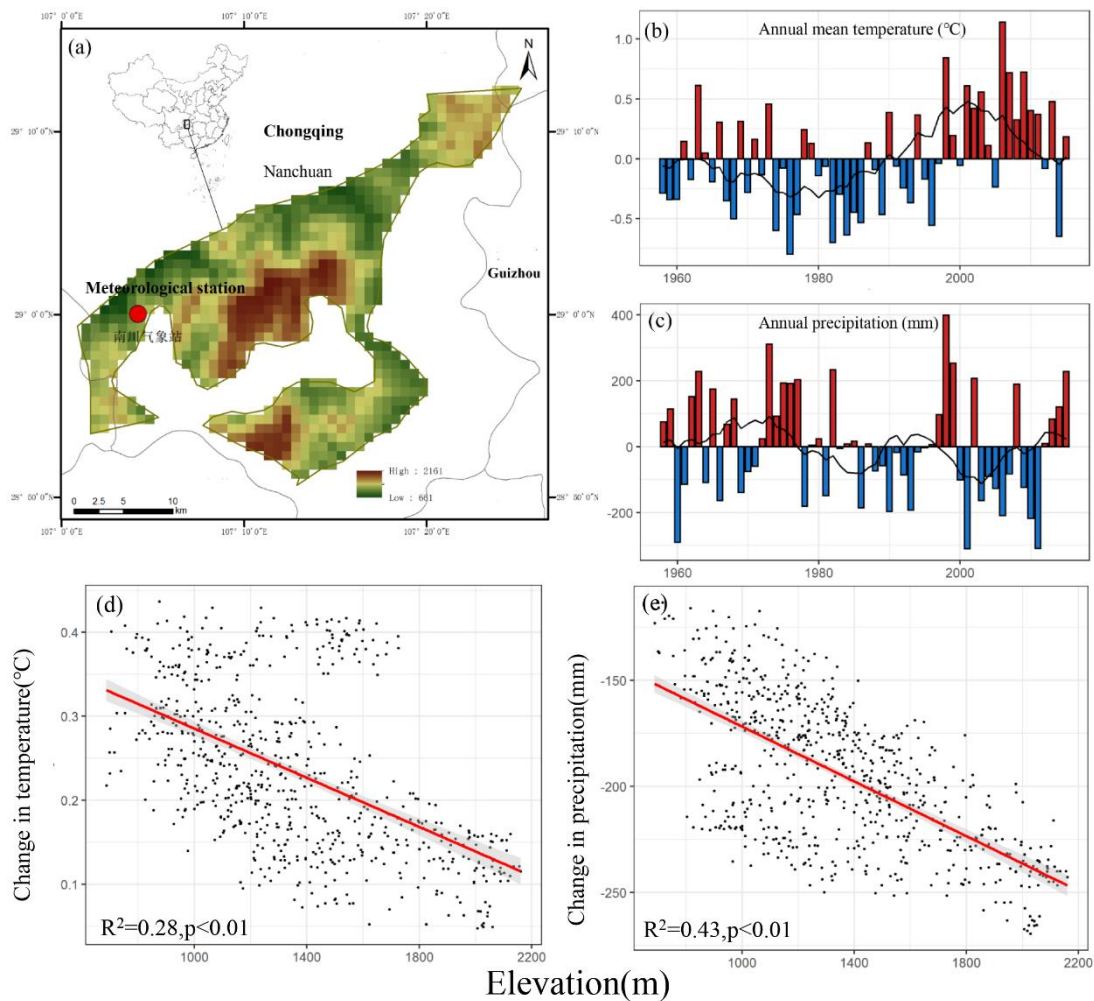 (a)
107° 0′0″E
107° 10′0″E
107° 20′0″E
N
29° 10′0″N
29° 10′0″N
Chongqing
Nanchuan
Guizhou
Meteorological station
南川气象站
29° 0′0″N
29° 0′0″N
High : 2161
Low : 661
28° 50′0″N
28° 50′0″N
0 2.5 5 10
km
107° 0′0″E
107° 10′0″E
107° 20′0″E
(b)
Annual mean temperature (℃)
1.0
0.5
0.0
-0.5
1960 1980 2000
(c)
Annual precipitation (mm)
400
200
0
-200
1960 1980 2000
(d)
Change in temperature(℃)
0.4
0.3
0.2
0.1
R²=0.28,p<0.01
1000 1400 1800 2200
(e)
Change in precipitation(mm)
-150
-200
-250
R²=0.43,p<0.01
1000 1400 1800 2200
Elevation(m)